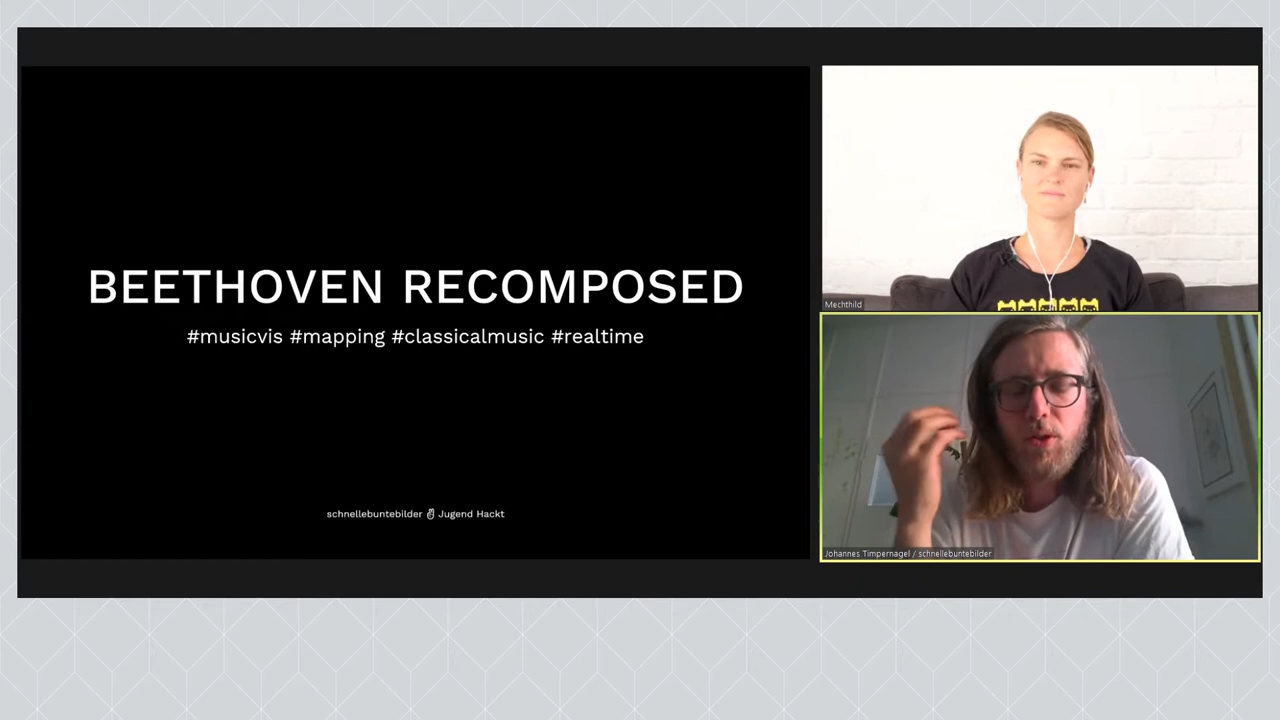 BEETHOVEN RECOMPOSED
#musicvis #mapping #classicalmusic #realtime
schnellebuntebilder ✌ Jugend Hackt
Mechthild
Johannes Timpernagel / schnellebuntebilder